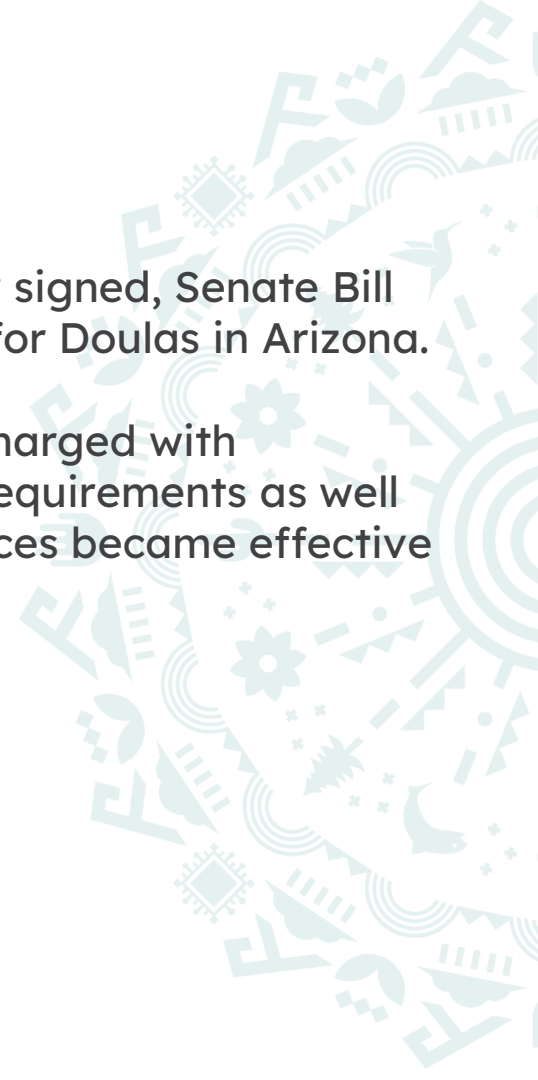 signed, Senate Bill
for Doulas in Arizona.
harged with
equirements as well
ces became effective